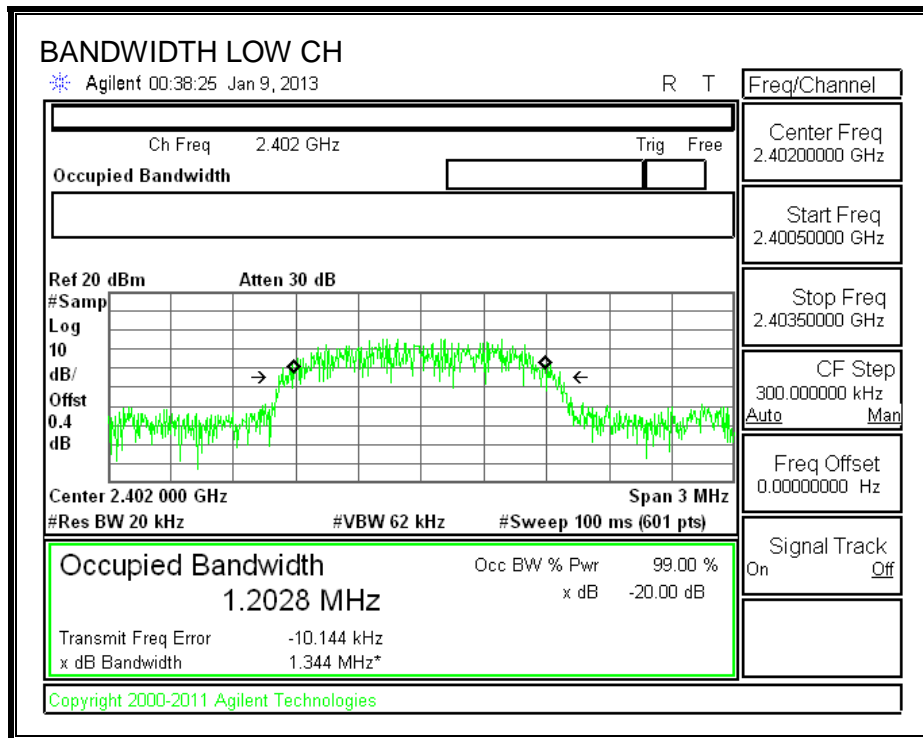 BANDWIDTH LOW CH
Agilent 00:38:25 Jan 9, 2013 R T
Ch Freq 2.402 GHz Trig Free
Occupied Bandwidth
Ref 20 dBm Atten 30 dB
#Samp
Log
10
dB/
Offst
0.4
dB
Center 2.402 000 GHz Span 3 MHz
#Res BW 20 kHz #VBW 62 kHz #Sweep 100 ms (601 pts)
Occupied Bandwidth Occ BW % Pwr 99.00 %
1.2028 MHz x dB -20.00 dB
Transmit Freq Error -10.144 kHz
x dB Bandwidth 1.344 MHz*
Copyright 2000-2011 Agilent Technologies
Freq/Channel
Center Freq
2.40200000 GHz
Start Freq
2.40050000 GHz
Stop Freq
2.40350000 GHz
CF Step
300.000000 kHz
Auto Man
Freq Offset
0.00000000 Hz
Signal Track
On Off